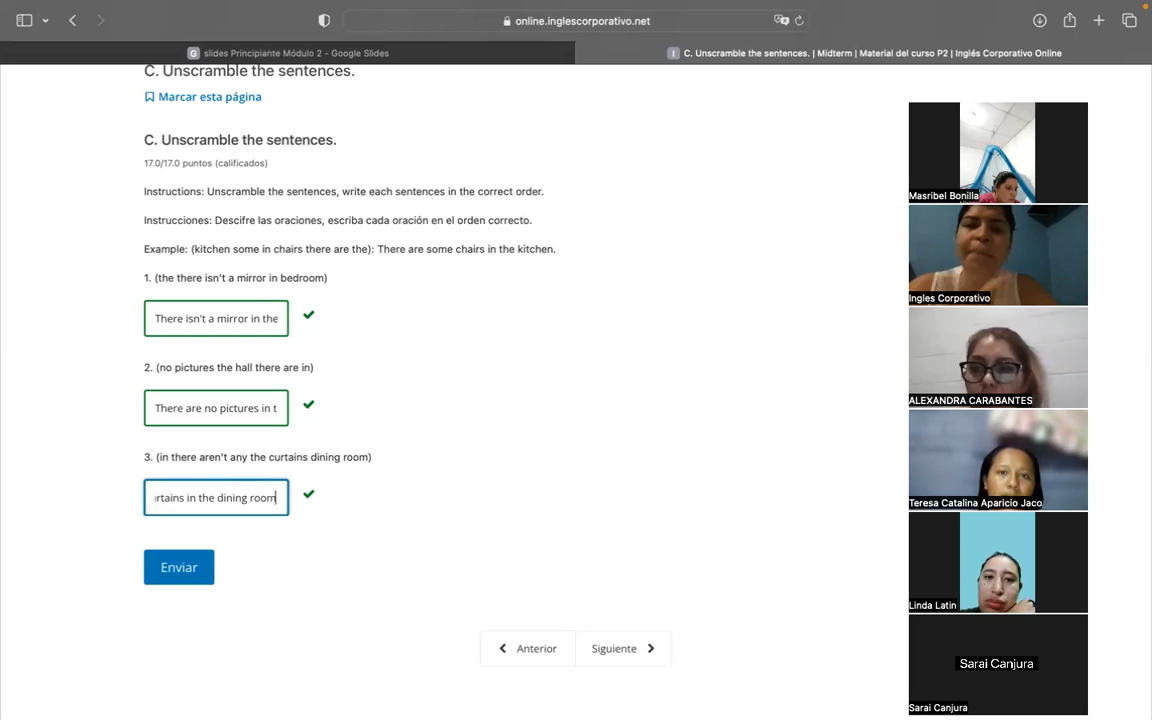 online.inglescorporativo.net
G slides Principiante Módulo 2 - Google Slides
I C. Unscramble the sentences. | Midterm | Material del curso P2 | Inglés Corporativo Online
C. Unscramble the sentences.
Marcar esta página
C. Unscramble the sentences.
17.0/17.0 puntos (calificados)
Instructions: Unscramble the sentences, write each sentences in the correct order.
Instrucciones: Descifre las oraciones, escriba cada oración en el orden correcto.
Example: (kitchen some in chairs there are the): There are some chairs in the kitchen.
1. (the there isn't a mirror in bedroom)
There isn't a mirror in the
2. (no pictures the hall there are in)
There are no pictures in t
3. (in there aren't any the curtains dining room)
rtains in the dining room
Enviar
Anterior
Siguiente
Masribel Bonilla
Ingles Corporativo
ALEXANDRA CARABANTES
Teresa Catalina Aparicio Jaco
Linda Latin
Sarai Canjura
Sarai Canjura